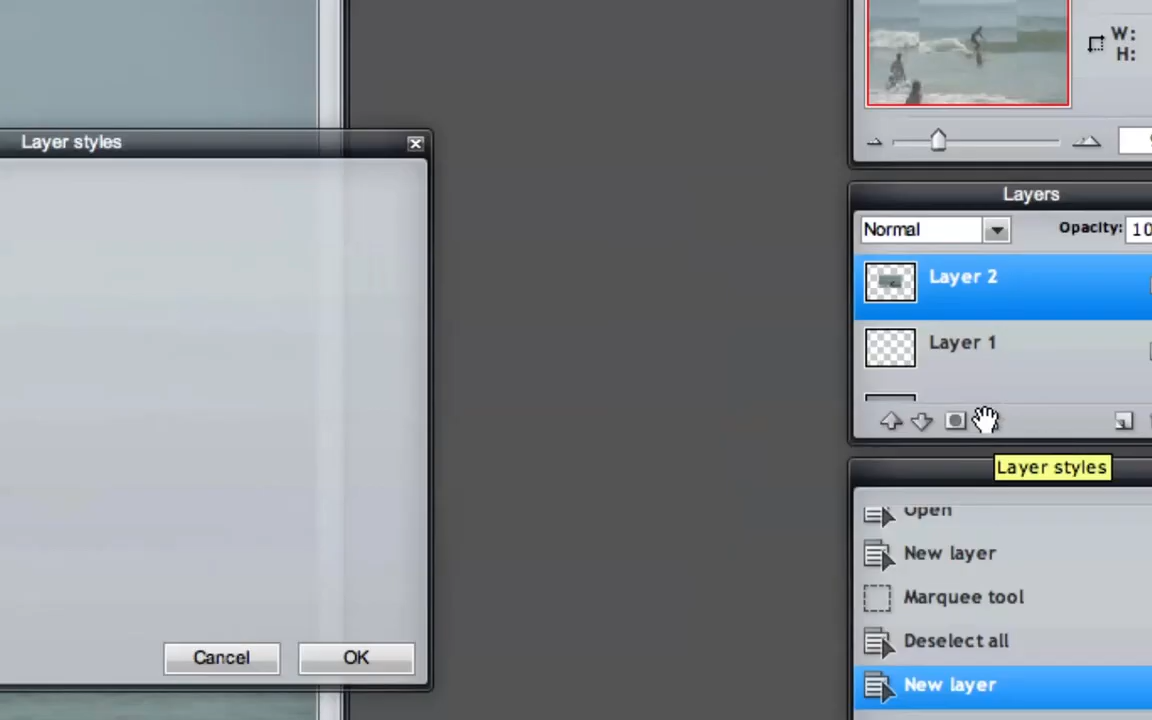 W:
H:
Layer styles
Layers
Normal
Opacity:
10
Layer 2
Layer 1
Layer styles
Open
New layer
Marquee tool
Deselect all
New layer
Cancel
OK